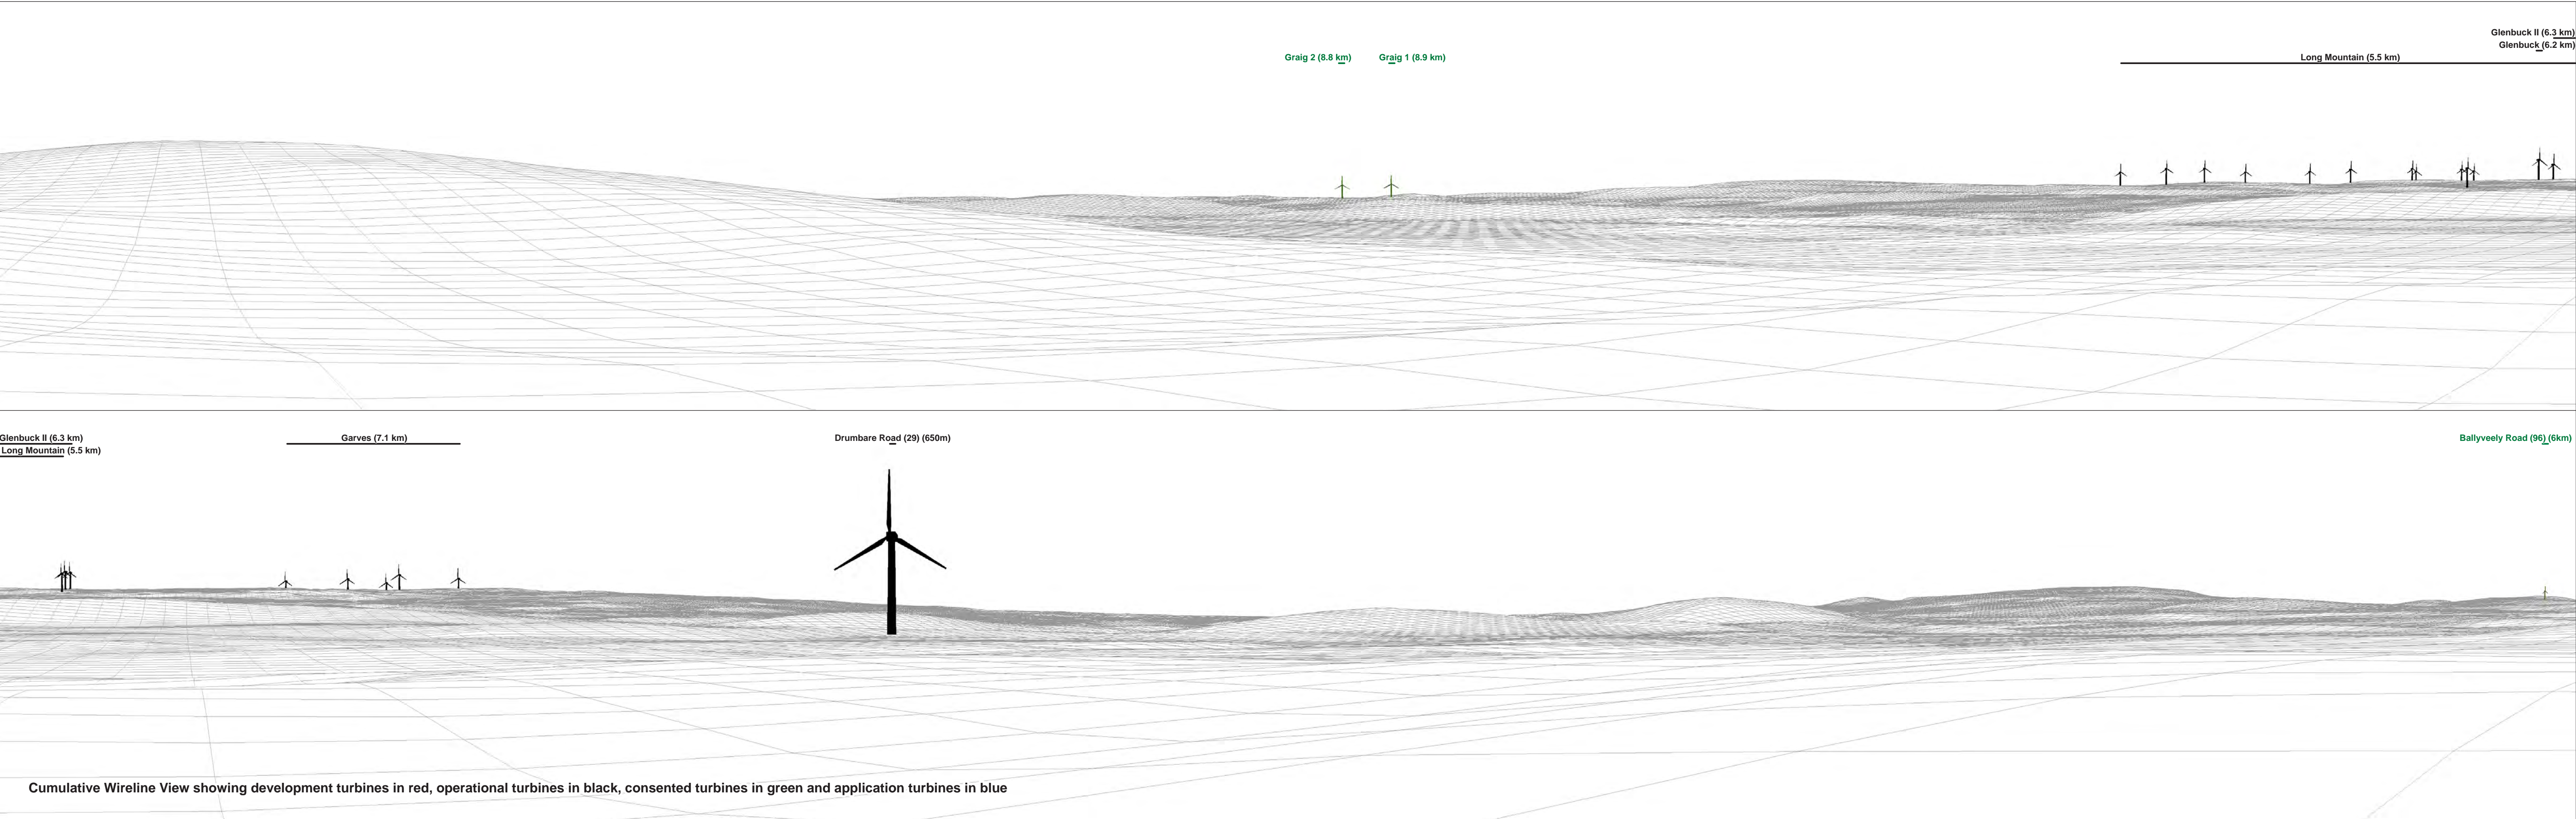 Glenbuck II (6.3 km)
Glenbuck (6.2 km)
Graig 2 (8.8 km)
Graig 1 (8.9 km)
Long Mountain (5.5 km)
Glenbuck II (6.3 km)
Long Mountain (5.5 km)
Garves (7.1 km)
Drumbare Road (29) (650m)
Ballyveely Road (96) (6km)
Cumulative Wireline View showing development turbines in red, operational turbines in black, consented turbines in green and application turbines in blue